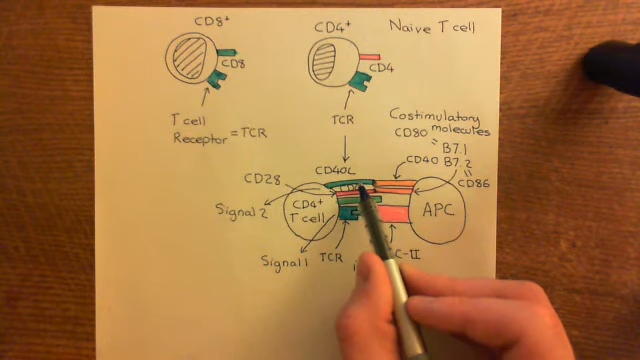 CD8+
CD8
T cell
Receptor = TCR
CD4+
CD4
TCR
Naive T cell
Costimulatory
molecules
CD80
=
B7.1
CD40 B7.2
=
CD86
CD40L
CD28
Signal 2
CD4+
T cell
APC
Signal 1
TCR
C-II